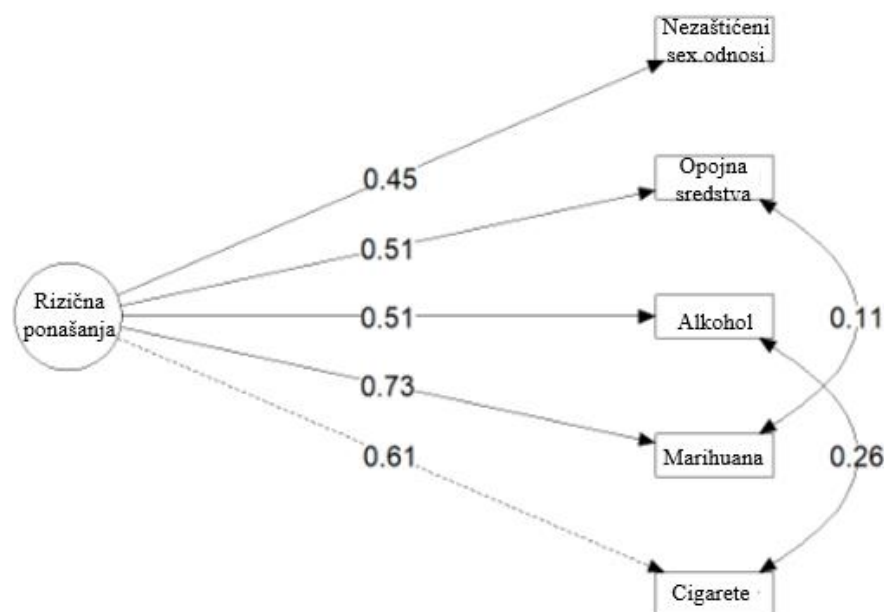 Nezaštićeni
sex.odnosi
0.45
Opojna
sredstva
0.51
Rizična
ponašanja
0.51
Alkohol
0.11
0.73
Marihuana
0.26
0.61
Cigarete